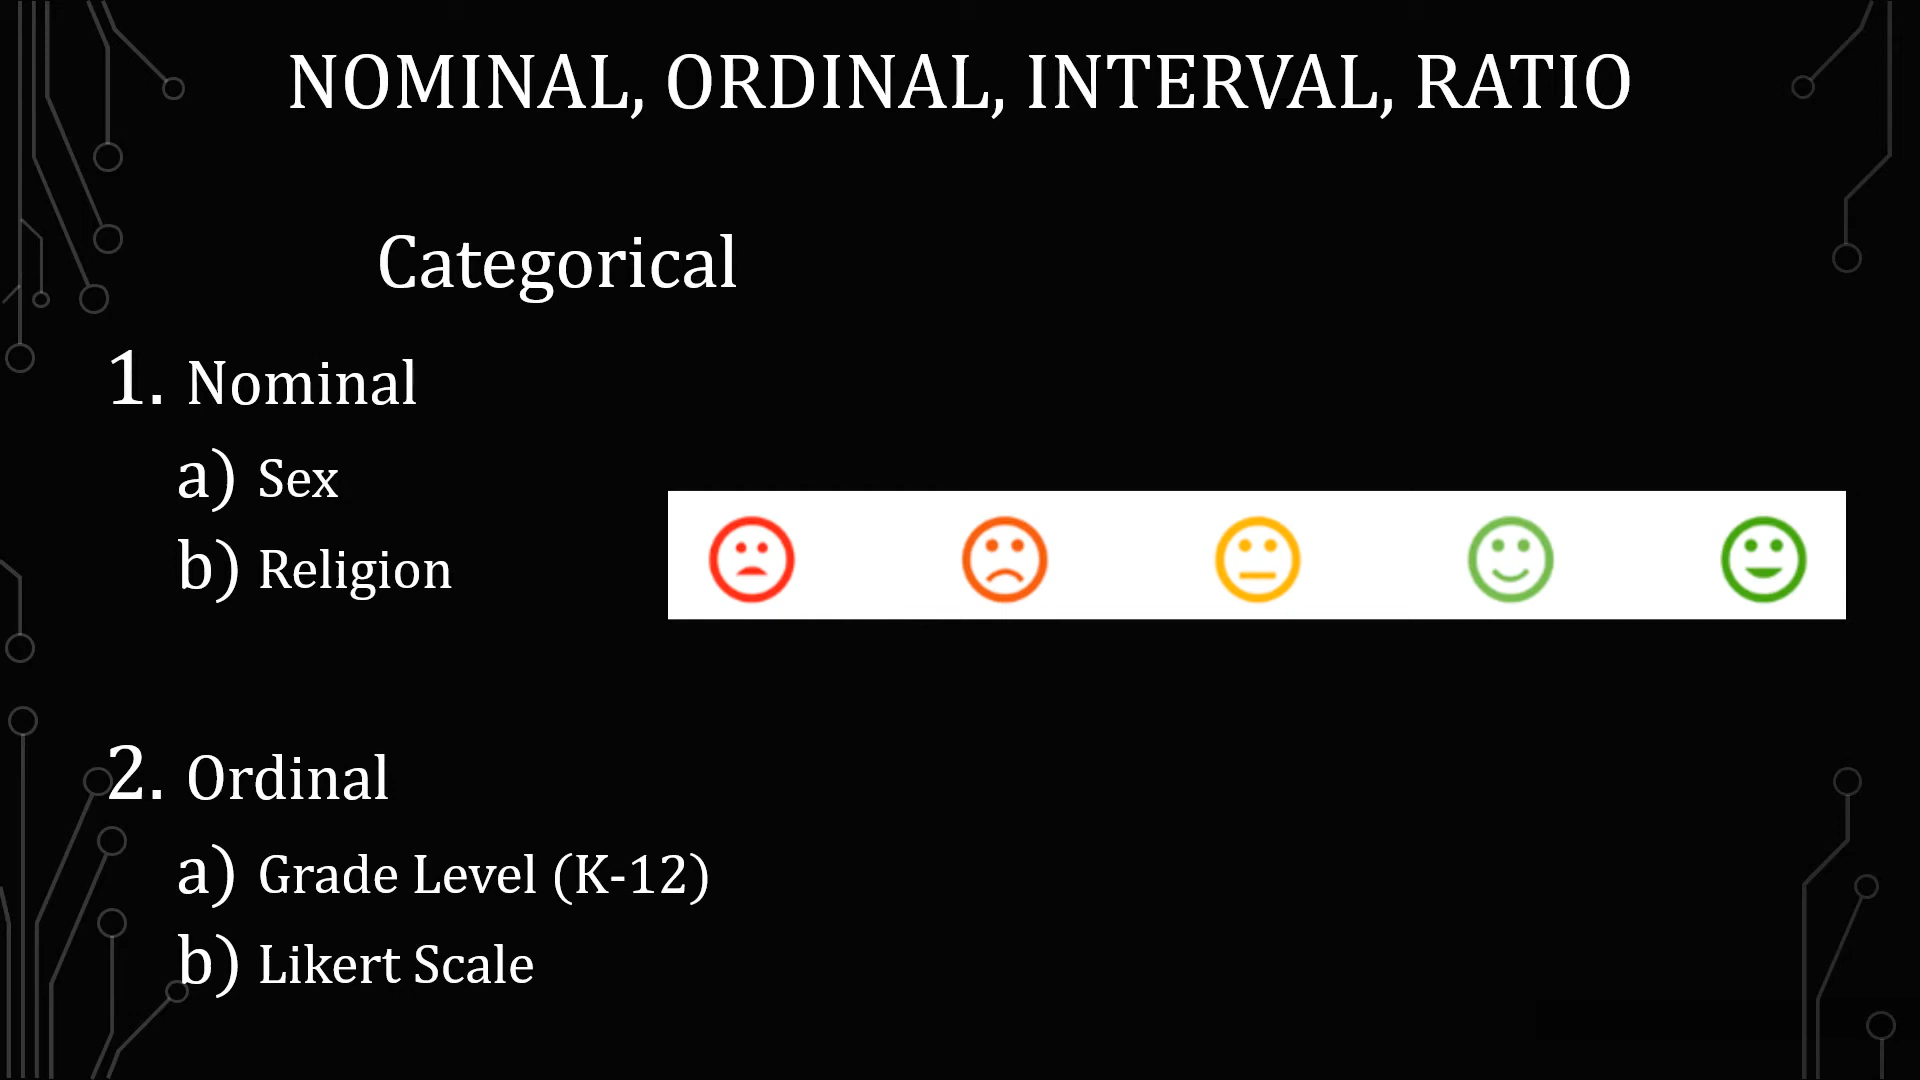 NOMINAL, ORDINAL, INTERVAL, RATIO
Categorical
1. Nominal
a) Sex
b) Religion
2. Ordinal
a) Grade Level (K-12)
b) Likert Scale